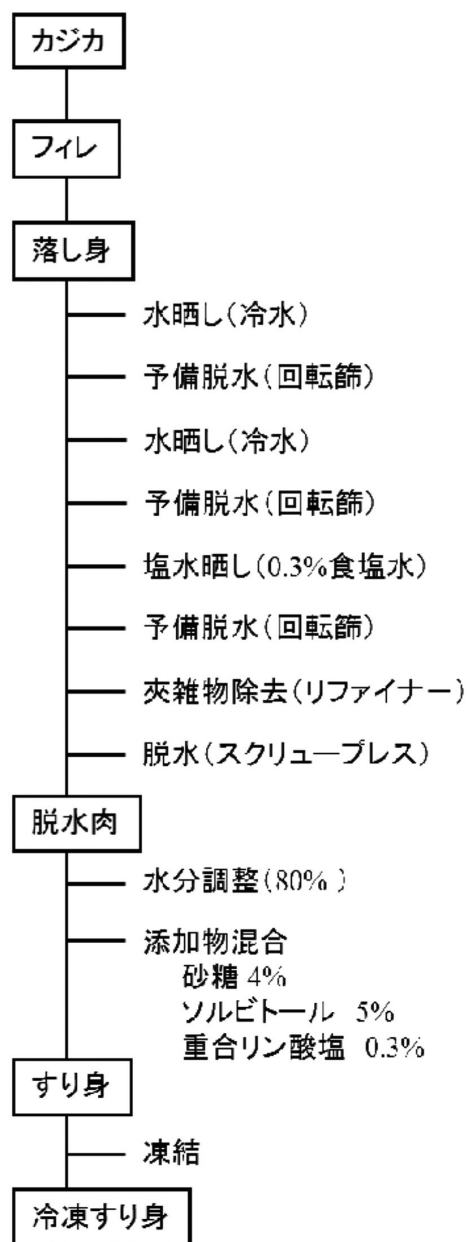 カジカ
フィレ
落し身
水晒し(冷水)
予備脱水(回転篩)
水晒し(冷水)
予備脱水(回転篩)
塩水晒し(0.3%食塩水)
予備脱水(回転篩)
夾雑物除去(リファイナー)
脱水(スクリュープレス)
脱水肉
水分調整(80% )
添加物混合
砂糖 4%
ソルビトール 5%
重合リン酸塩 0.3%
すり身
凍結
冷凍すり身